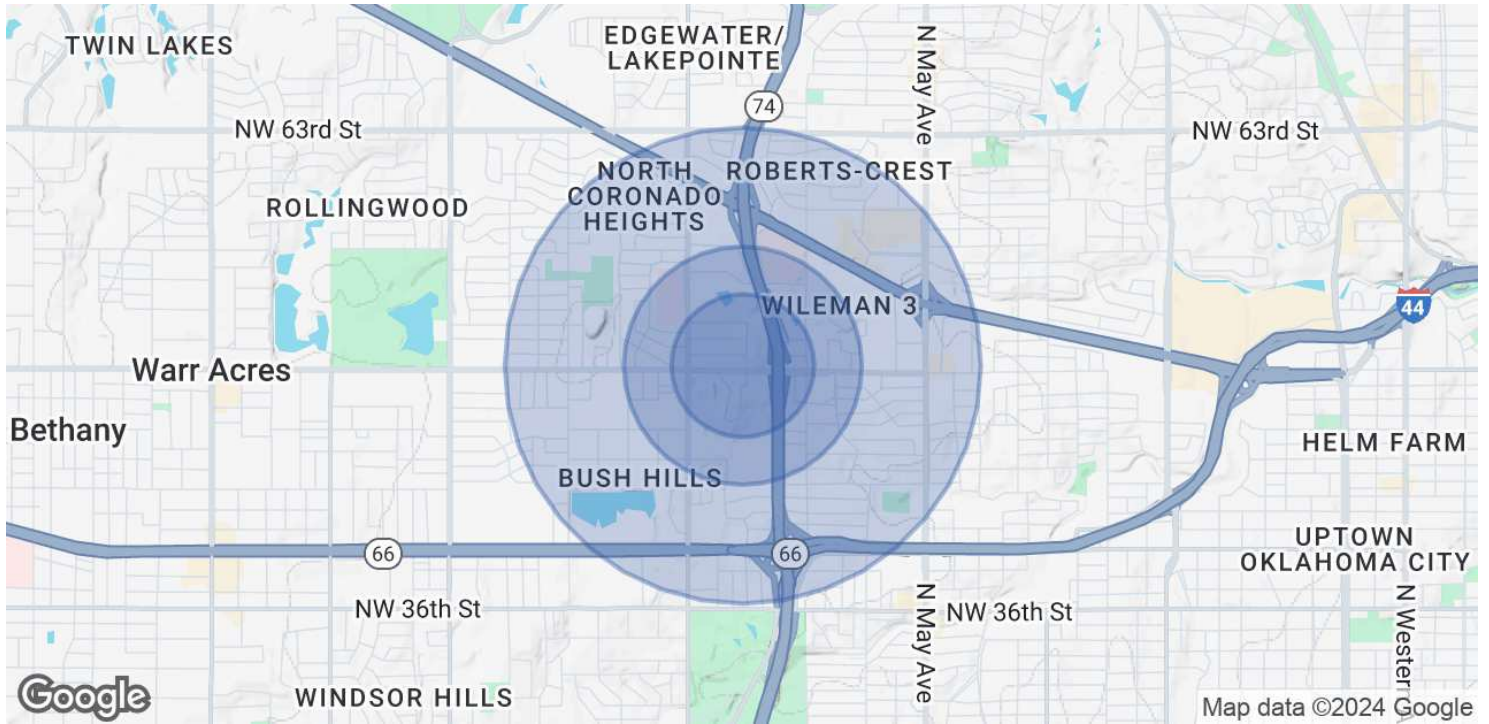 TWIN LAKES
EDGEWATER/
LAKEPOINTE
N May Ave
74
NW 63rd St
NW 63rd St
NORTH
CORONADO
HEIGHTS
ROBERTS-CREST
ROLLINGWOOD
WILEMAN 3
44
Warr Acres
Bethany
HELM FARM
BUSH HILLS
66
66
UPTOWN
OKLAHOMA CITY
NW 36th St
N May Ave
NW 36th St
N Western
WINDSOR HILLS
Google
Map data ©2024 Google